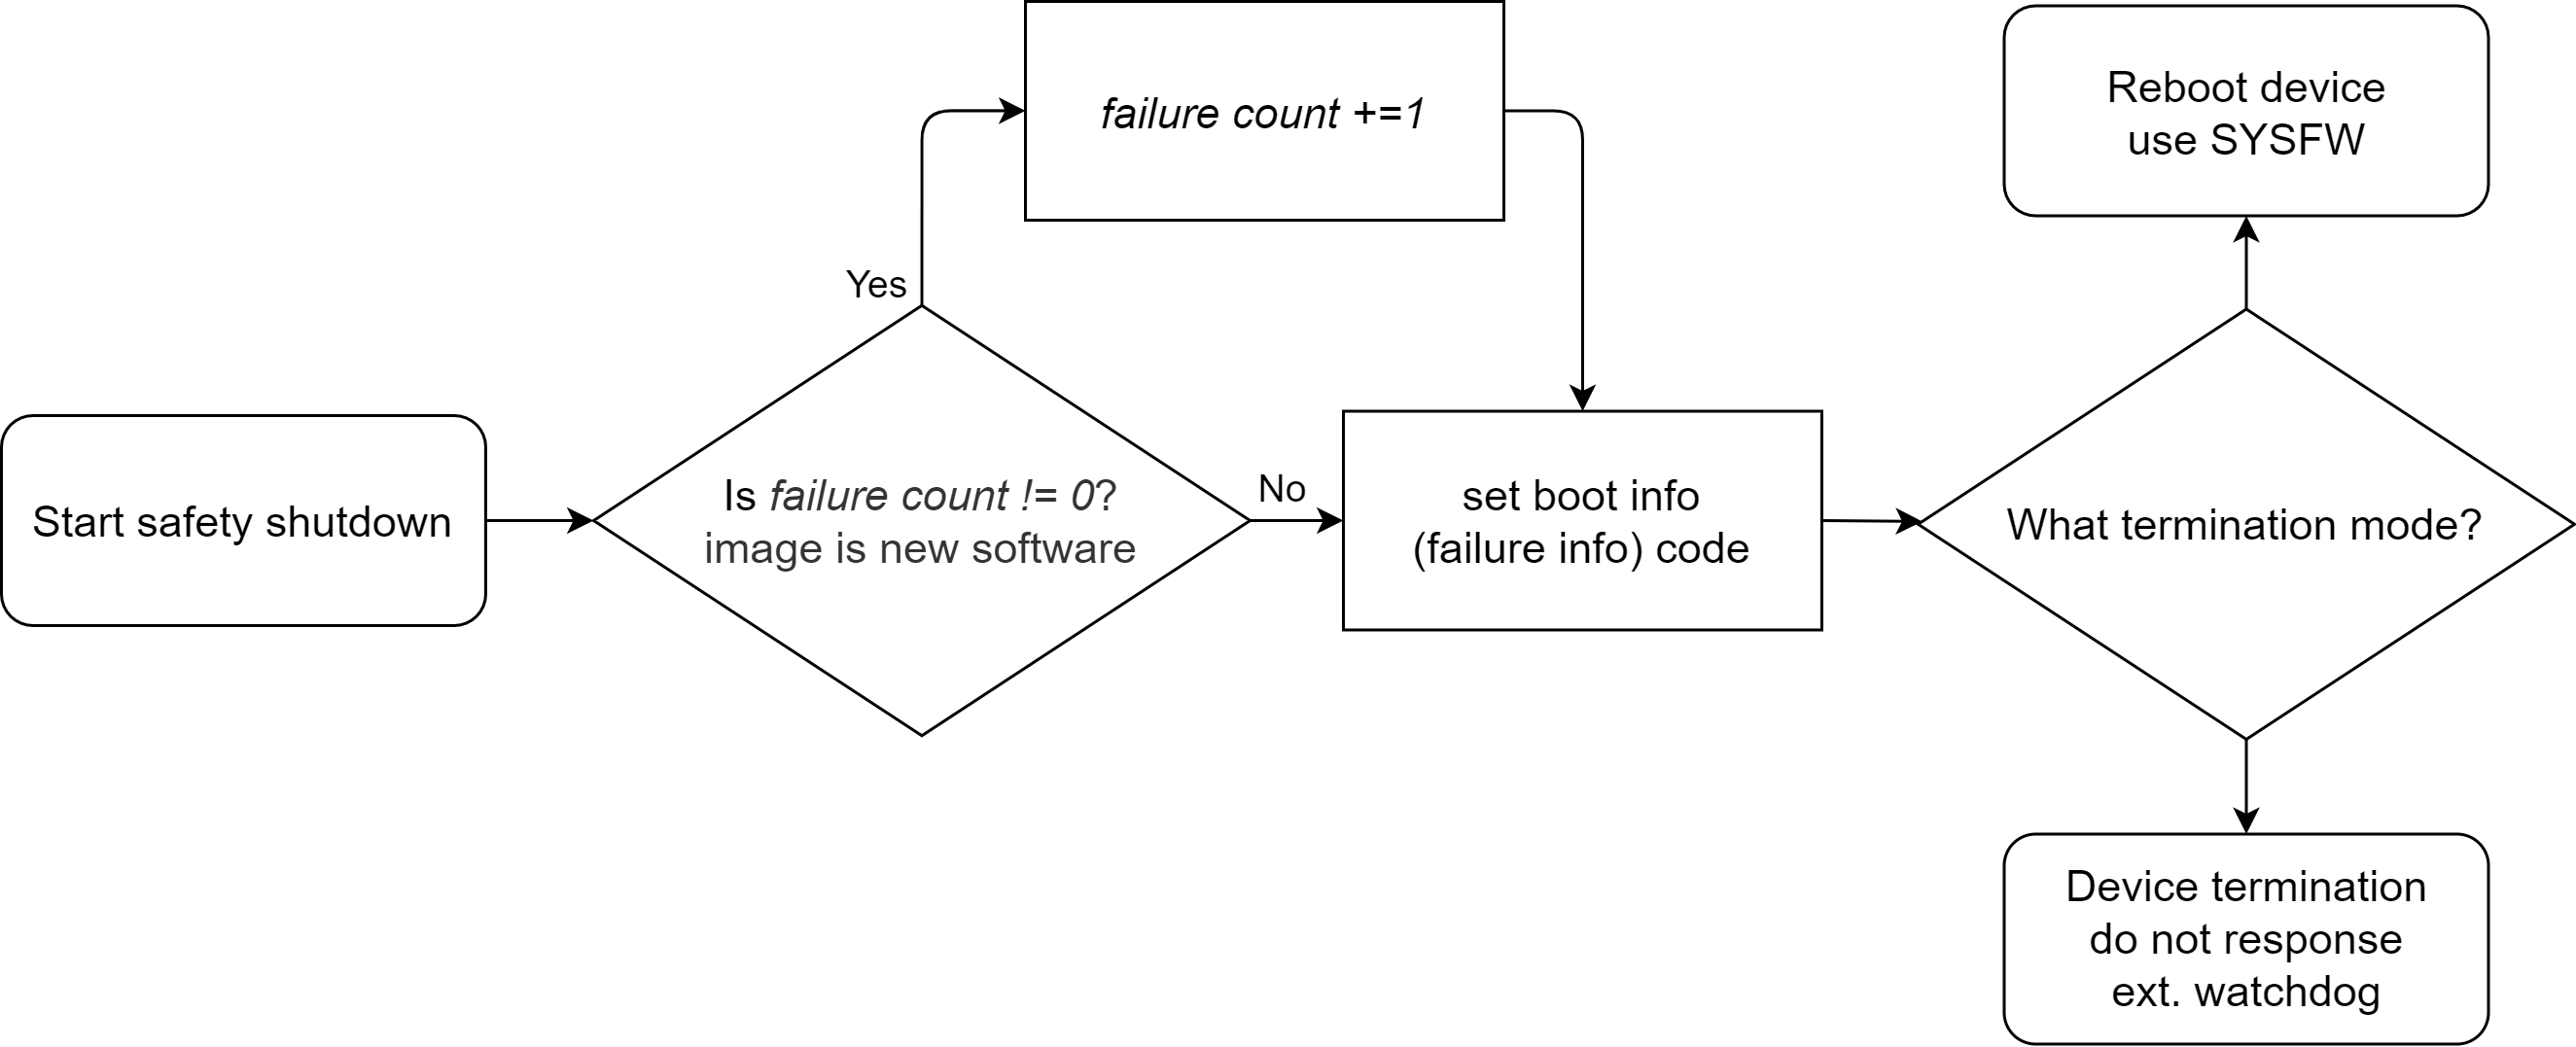 Start safety shutdown
Is failure count != 0?
image is new software
Yes
failure count +=1
No
set boot info
(failure info) code
What termination mode?
Reboot device
use SYSFW
Device termination
do not response
ext. watchdog